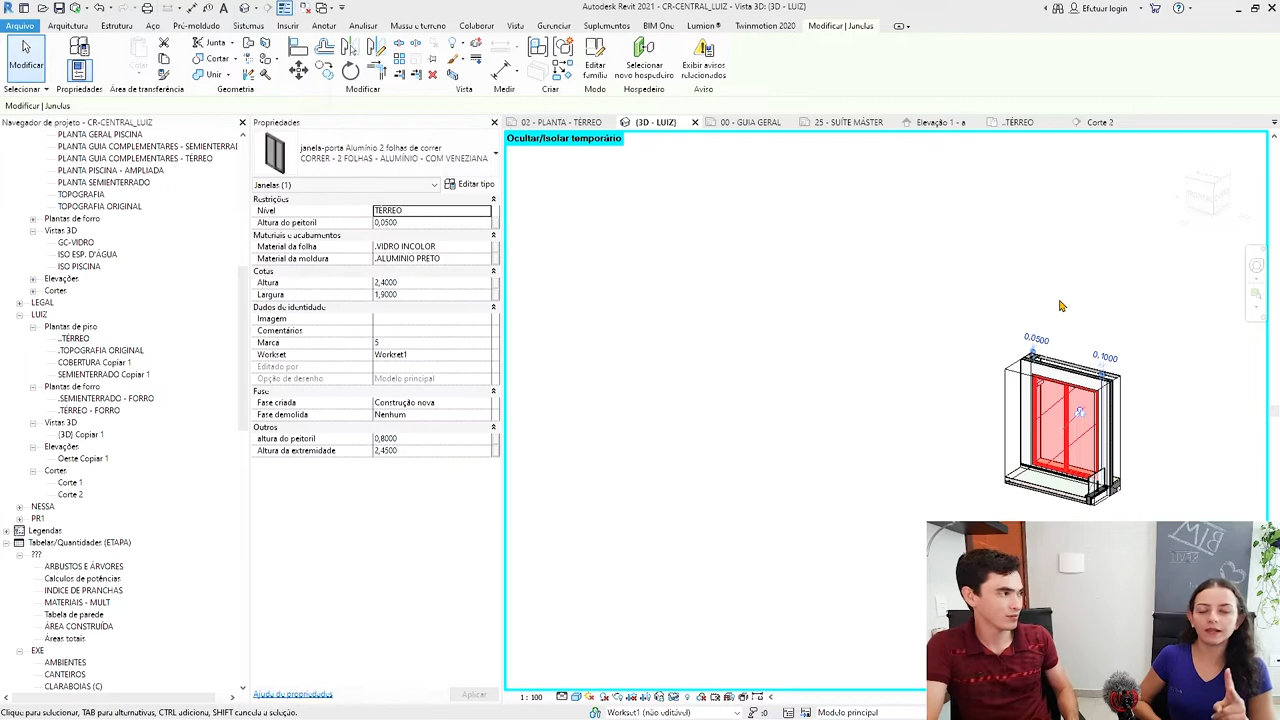 Autodesk Revit 2021 - CR-CENTRAL_LUIZ - Vista 3D: {3D - LUIZ}
Efetuar login
Arquivo Arquitetura Estrutura Aço Pré-moldado Sistemas Inserir Anotar Analisar Massa e terreno Colaborar Vista Gerenciar Suplementos BIM One Lumion® Twinmotion 2020 Modificar | Janelas
Modificar Colar Junta Cortar Unir Editar família Selecionar novo hospedeiro Exibir avisos relacionados
Selecionar Propriedades Área de transferência Geometria Modificar Vista Medir Criar Modo Hospedeiro Aviso
Modificar | Janelas
Navegador de projeto - CR-CENTRAL_LUIZ
PLANTA GERAL PISCINA
PLANTA GUIA COMPLEMENTARES - SEMIENTERRAD
PLANTA GUIA COMPLEMENTARES - TÉRREO
PLANTA PISCINA - AMPLIADA
PLANTA SEMIENTERRADO
TOPOGRAFIA
TOPOGRAFIA ORIGINAL
Plantas de forro
Vistas 3D
GC-VIDRO
ISO ESP. D'ÁGUA
ISO PISCINA
Elevações
Cortes
LEGAL
LUIZ
Plantas de piso
..TÉRREO
.TOPOGRAFIA ORIGINAL
COBERTURA Copiar 1
SEMIENTERRADO Copiar 1
Plantas de forro
.SEMIENTERRADO - FORRO
.TÉRREO - FORRO
Vistas 3D
{3D} Copiar 1
Elevações
Oeste Copiar 1
Cortes
Corte 1
Corte 2
NESSA
PR1
Legendas
Tabelas/Quantidades (ETAPA)
???
ARBUSTOS E ÁRVORES
Calculos de potências.
INDICE DE PRANCHAS
MATERIAIS - MULT
Tabela de parede
ÁREA CONSTRUÍDA
Áreas totais
EXE
AMBIENTES
CANTEIROS
CLARABOIAS (C)
Propriedades
janela-porta Alumínio 2 folhas de correr
CORRER - 2 FOLHAS - ALUMÍNIO - COM VENEZIANA
Janelas (1) Editar tipo
Restrições
Nível TERREO
Altura do peitoril 0,0500
Materiais e acabamentos
Material da folha .VIDRO INCOLOR
Material da moldura .ALUMINIO PRETO
Cotas
Altura 2,4000
Largura 1,9000
Dados de identidade
Imagem
Comentários
Marca 5
Workset Workset1
Editado por
Opção de desenho Modelo principal
Fase
Fase criada Construção nova
Fase demolida Nenhum
Outros
altura do peitoril 0,8000
Altura da extremidade 2,4500
Ajuda de propriedades Aplicar
02 - PLANTA - TÉRREO {3D - LUIZ} 00 - GUIA GERAL 25 - SUÍTE MÁSTER Elevação 1 - a ..TÉRREO Corte 2
Ocultar/Isolar temporário
0,0500
0,1000
BIM
1 : 100
Clique para selecionar, TAB para alternativas, CTRL adiciona, SHIFT cancela a seleção.
Workset1 (não editável) :0 Modelo principal